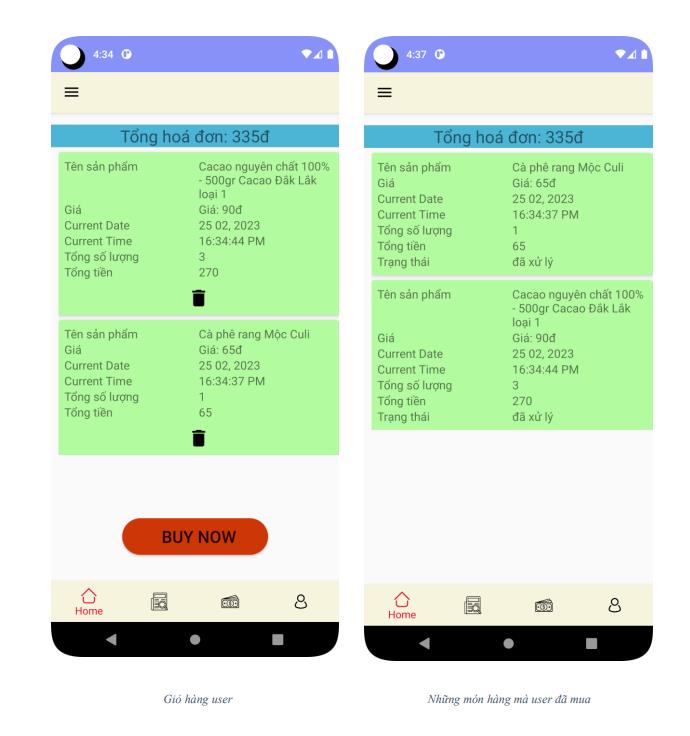 4:34
Tổng hoá đơn: 335đ
Tên sản phẩm Cacao nguyên chất 100%
- 500gr Cacao Đăk Lăk
loại 1
Giá Giá: 90đ
Current Date 25 02, 2023
Current Time 16:34:44 PM
Tổng số lượng 3
Tổng tiền 270
Tên sản phẩm Cà phê rang Mộc Culi
Giá Giá: 65đ
Current Date 25 02, 2023
Current Time 16:34:37 PM
Tổng số lượng 1
Tổng tiền 65
BUY NOW
Home
Giỏ hàng user
4:37
Tổng hoá đơn: 335đ
Tên sản phẩm Cà phê rang Mộc Culi
Giá Giá: 65đ
Current Date 25 02, 2023
Current Time 16:34:37 PM
Tổng số lượng 1
Tổng tiền 65
Trạng thái đã xử lý
Tên sản phẩm Cacao nguyên chất 100%
- 500gr Cacao Đăk Lăk
loại 1
Giá Giá: 90đ
Current Date 25 02, 2023
Current Time 16:34:44 PM
Tổng số lượng 3
Tổng tiền 270
Trạng thái đã xử lý
Home
Những món hàng mà user đã mua